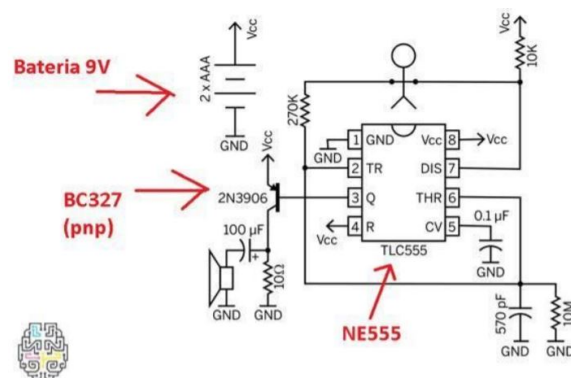 Vcc
Bateria 9V
2 x AAA
GND
Vcc
10K
270K
1 GND Vcc 8
Vcc
GND
2 TR DIS 7
BC327
(pnp)
Vcc
2N3906
3 Q THR 6
100 µF
+
Vcc
4 R CV 5
0.1 µF
TLC555
GND
10Ω
GND GND
NE555
570 pF
10M
GND GND